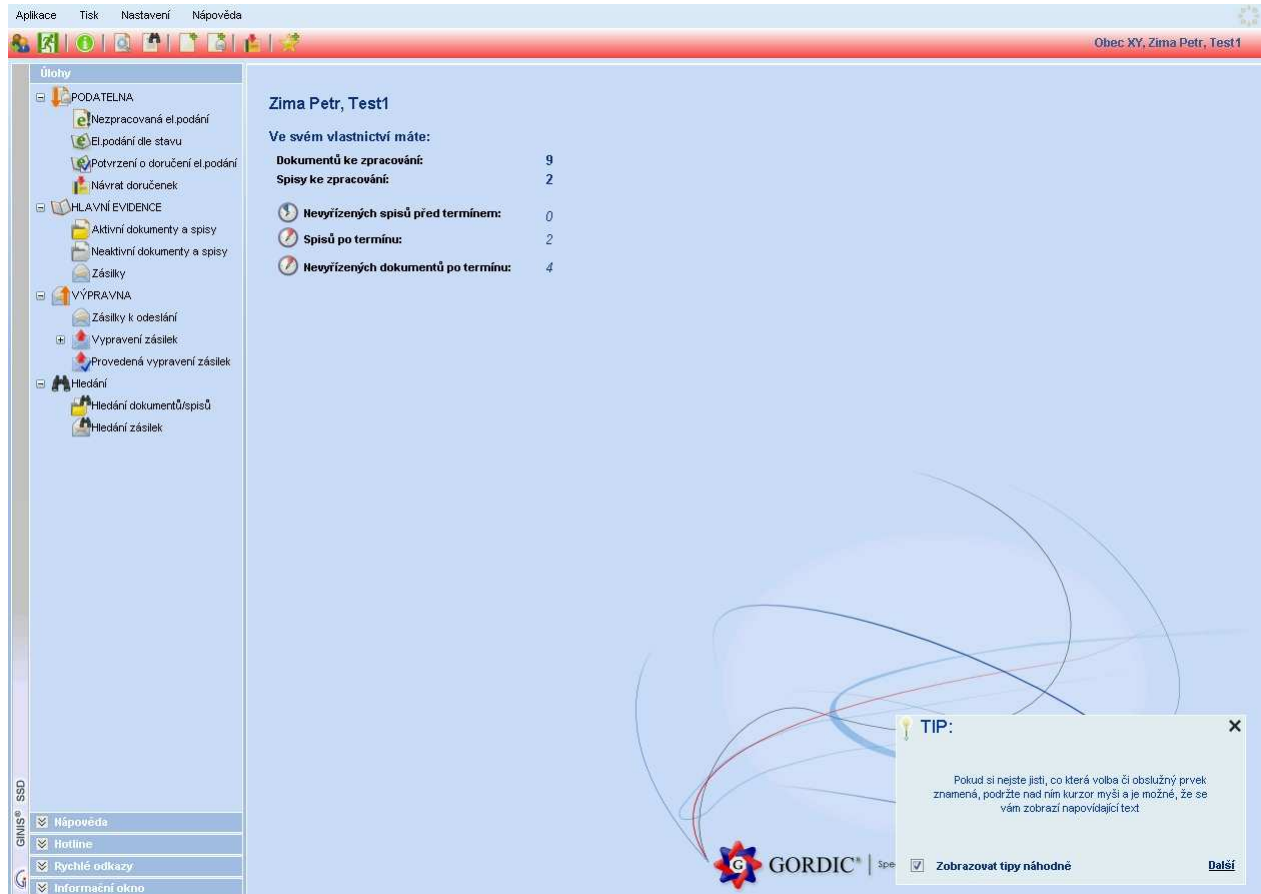 Aplikace Tisk Nastavení Nápověda
Obec XY, Zima Petr, Test1
Úlohy
PODATELNA
Nezpracovaná el.podání
El.podání dle stavu
Potvrzení o doručení el.podání
Návrat doručenek
HLAVNÍ EVIDENCE
Aktivní dokumenty a spisy
Neaktivní dokumenty a spisy
Zásilky
VÝPRAVNA
Zásilky k odeslání
Vypravení zásilek
Provedená vypravení zásilek
Hledání
Hledání dokumentů/spisů
Hledání zásilek
Nápověda
Hotline
Rychlé odkazy
Informační okno
GINIS® SSD
Zima Petr, Test1
Ve svém vlastnictví máte:
Dokumentů ke zpracování: 9
Spisy ke zpracování: 2
Nevyřízených spisů před termínem: 0
Spisů po termínu: 2
Nevyřízených dokumentů po termínu: 4
GORDIC® | Spe
TIP:
Pokud si nejste jisti, co která volba či obslužný prvek
znamená, podržte nad ním kurzor myši a je možné, že se
vám zobrazí napovídající text
Zobrazovat tipy náhodně Další